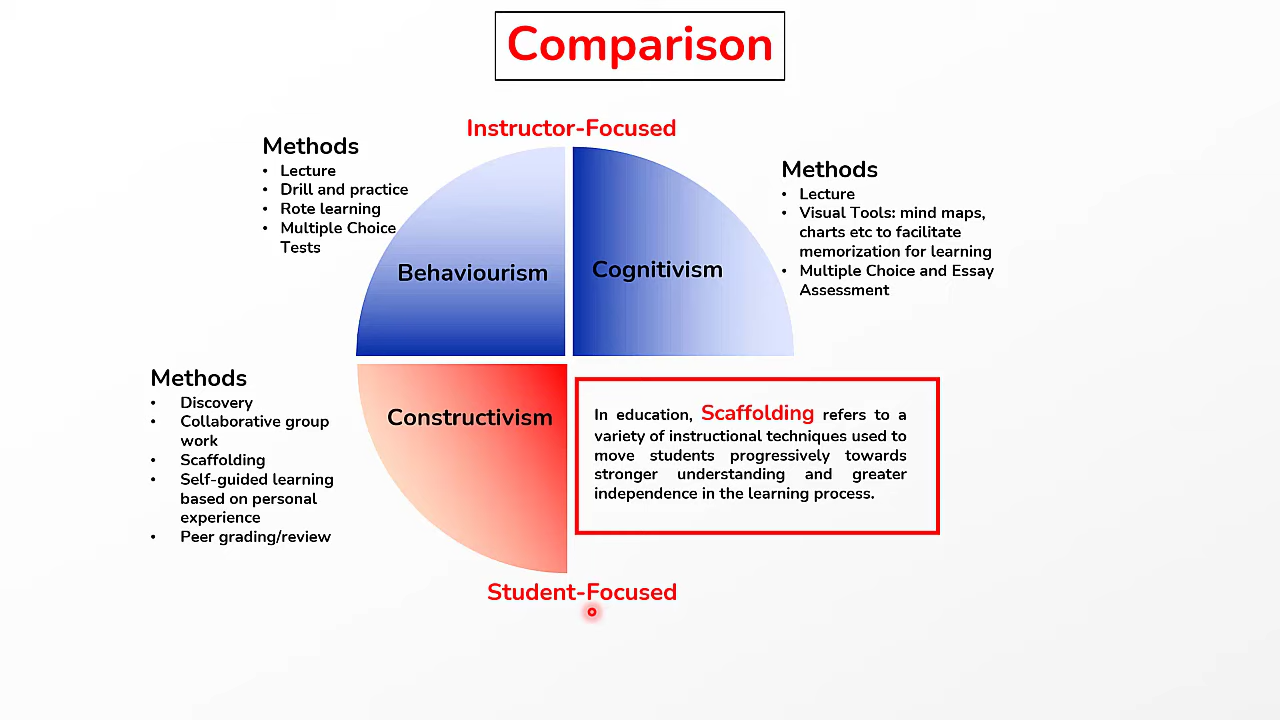 Comparison
Instructor-Focused
Methods
• Lecture
• Drill and practice
• Rote learning
• Multiple Choice
Tests
Behaviourism
Cognitivism
Methods
• Lecture
• Visual Tools: mind maps,
charts etc to facilitate
memorization for learning
• Multiple Choice and Essay
Assessment
Methods
• Discovery
• Collaborative group
work
• Scaffolding
• Self-guided learning
based on personal
experience
• Peer grading/review
Constructivism
In education, Scaffolding refers to a
variety of instructional techniques used to
move students progressively towards
stronger understanding and greater
independence in the learning process.
Student-Focused